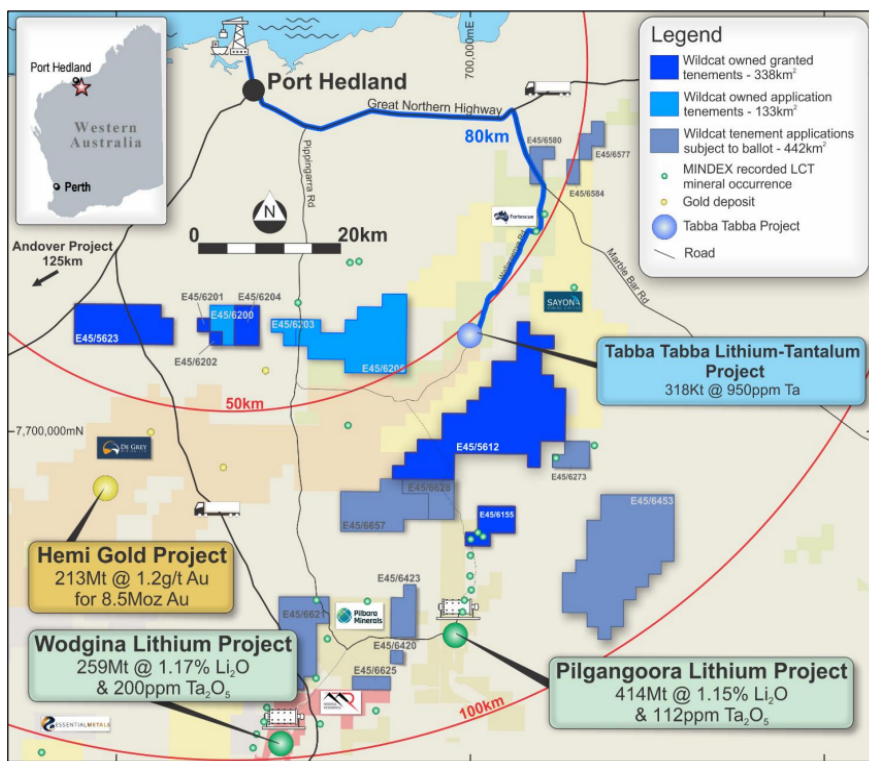 Port Hedland
Western
Australia
Perth
Port Hedland
Great Northern Highway
700,000mE
80km
Pippingarra Rd
Marble Bar Rd
N
0
20km
Andover Project
125km
Legend
Wildcat owned granted
tenements - 338km²
Wildcat owned application
tenements - 133km²
Wildcat tenement applications
subject to ballot - 442km²
MINDEX recorded LCT
mineral occurrence
Gold deposit
Tabba Tabba Project
Road
E45/6580
E45/6577
E45/6584
Fortescue
SAYONA
E45/6201
E45/6204
E45/6200
E45/6202
E45/5623
E45/6203
50km
Tabba Tabba Lithium-Tantalum
Project
318Kt @ 950ppm Ta
7,700,000mN
DE GREY
E45/5612
E45/6273
E45/6628
E45/6657
E45/6155
E45/6453
Hemi Gold Project
213Mt @ 1.2g/t Au
for 8.5Moz Au
E45/6423
E45/6621
Pilbara
Minerals
E45/6420
E45/6625
Wodgina Lithium Project
259Mt @ 1.17% Li₂O
& 200ppm Ta₂O₅
Pilgangoora Lithium Project
414Mt @ 1.15% Li₂O
& 112ppm Ta₂O₅
100km
ESSENTIALMETALS